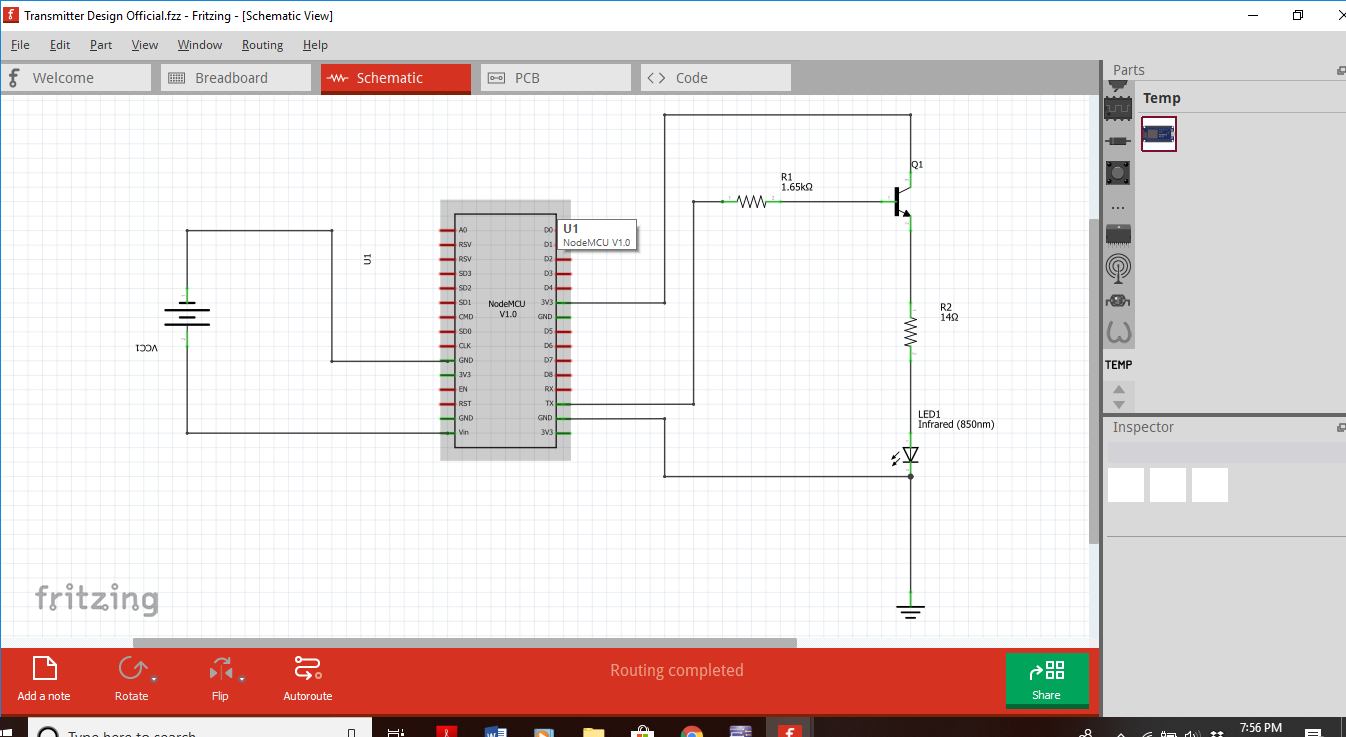 Transmitter Design Official.fzz - Fritzing - [Schematic View]
File Edit Part View Window Routing Help
Welcome Breadboard Schematic PCB Code
Parts
Temp
TEMP
Inspector
Q1
R1
1.65kΩ
U1
NodeMCU V1.0
U1
VCC1
NodeMCU
V1.0
A0
RSV
RSV
SD3
SD2
SD1
CMD
SD0
CLK
GND
3V3
EN
RST
GND
Vin
D0
D1
D2
D3
D4
3V3
GND
D5
D6
D7
D8
RX
TX
GND
3V3
R2
14Ω
LED1
Infrared (850nm)
fritzing
Add a note Rotate Flip Autoroute
Routing completed
Share
Type here to search
7:56 PM